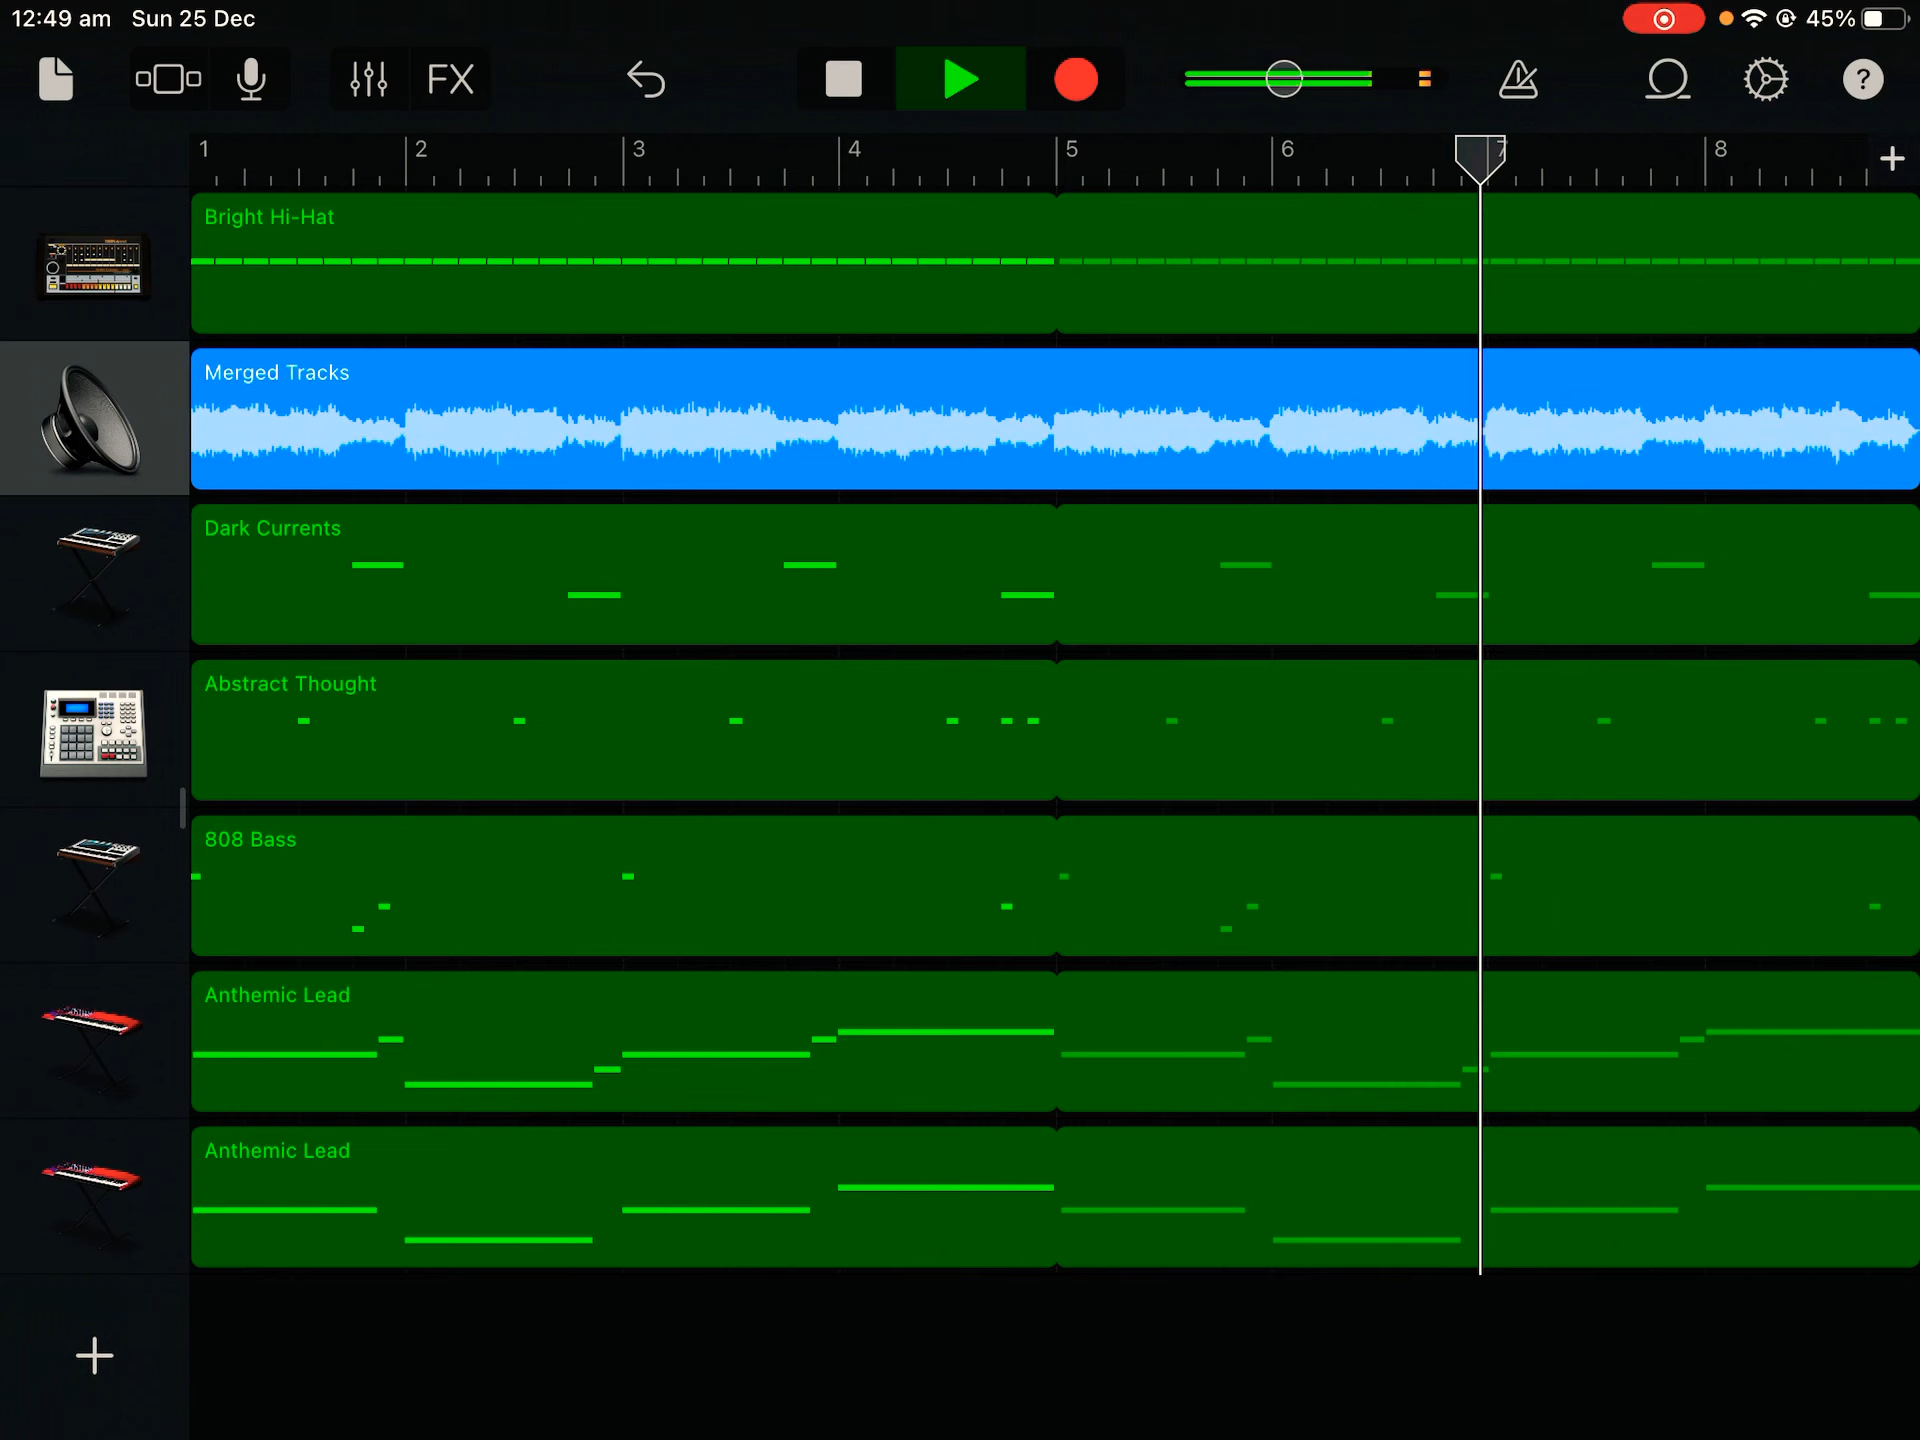 12:49 am Sun 25 Dec 45%
FX ?
1 2 3 4 5 6 7 8
Bright Hi-Hat
Merged Tracks
Dark Currents
Abstract Thought
808 Bass
Anthemic Lead
Anthemic Lead